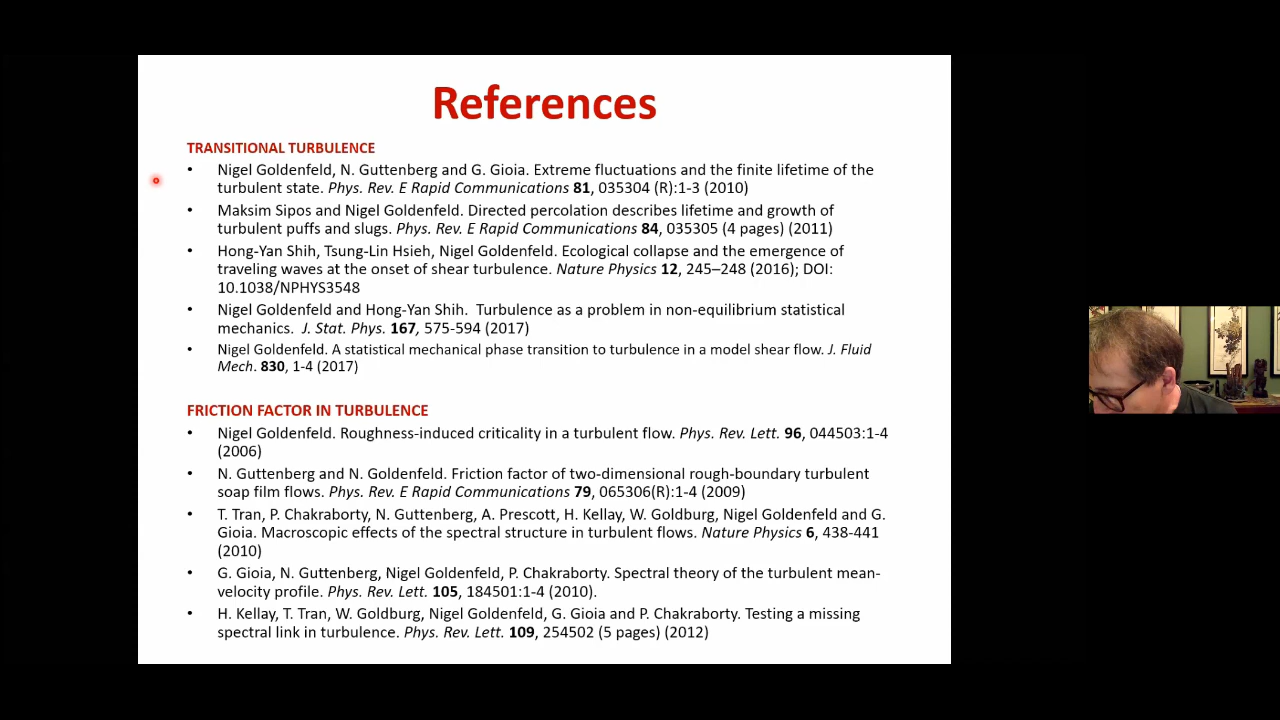 References
TRANSITIONAL TURBULENCE
• Nigel Goldenfeld, N. Guttenberg and G. Gioia. Extreme fluctuations and the finite lifetime of the
turbulent state. Phys. Rev. E Rapid Communications 81, 035304 (R):1-3 (2010)
• Maksim Sipos and Nigel Goldenfeld. Directed percolation describes lifetime and growth of
turbulent puffs and slugs. Phys. Rev. E Rapid Communications 84, 035305 (4 pages) (2011)
• Hong-Yan Shih, Tsung-Lin Hsieh, Nigel Goldenfeld. Ecological collapse and the emergence of
traveling waves at the onset of shear turbulence. Nature Physics 12, 245–248 (2016); DOI:
10.1038/NPHYS3548
• Nigel Goldenfeld and Hong-Yan Shih. Turbulence as a problem in non-equilibrium statistical
mechanics. J. Stat. Phys. 167, 575-594 (2017)
• Nigel Goldenfeld. A statistical mechanical phase transition to turbulence in a model shear flow. J. Fluid
Mech. 830, 1-4 (2017)
FRICTION FACTOR IN TURBULENCE
• Nigel Goldenfeld. Roughness-induced criticality in a turbulent flow. Phys. Rev. Lett. 96, 044503:1-4
(2006)
• N. Guttenberg and N. Goldenfeld. Friction factor of two-dimensional rough-boundary turbulent
soap film flows. Phys. Rev. E Rapid Communications 79, 065306(R):1-4 (2009)
• T. Tran, P. Chakraborty, N. Guttenberg, A. Prescott, H. Kellay, W. Goldburg, Nigel Goldenfeld and G.
Gioia. Macroscopic effects of the spectral structure in turbulent flows. Nature Physics 6, 438-441
(2010)
• G. Gioia, N. Guttenberg, Nigel Goldenfeld, P. Chakraborty. Spectral theory of the turbulent mean-
velocity profile. Phys. Rev. Lett. 105, 184501:1-4 (2010).
• H. Kellay, T. Tran, W. Goldburg, Nigel Goldenfeld, G. Gioia and P. Chakraborty. Testing a missing
spectral link in turbulence. Phys. Rev. Lett. 109, 254502 (5 pages) (2012)